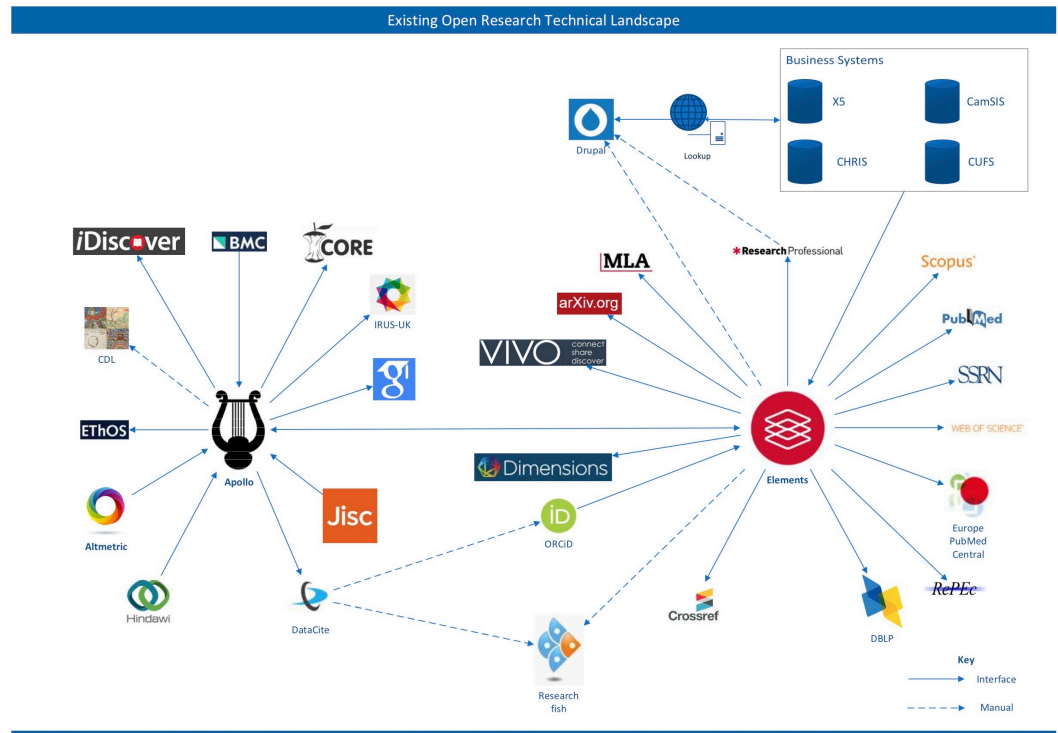 Existing Open Research Technical Landscape
Business Systems
X5
CamSIS
CHRIS
CUFS
Drupal
Lookup
iDiscover
BMC
CORE
MLA
ResearchProfessional
Scopus
arXiv.org
IRUS-UK
PubMed
CDL
VIVO
connect
share
discover
SSRN
g
EThOS
WEB OF SCIENCE
Apollo
Dimensions
Elements
iD
ORCiD
Jisc
Altmetric
Europe
PubMed
Central
Hindawi
DataCite
Crossref
RePEc
DBLP
Research
fish
Key
Interface
Manual